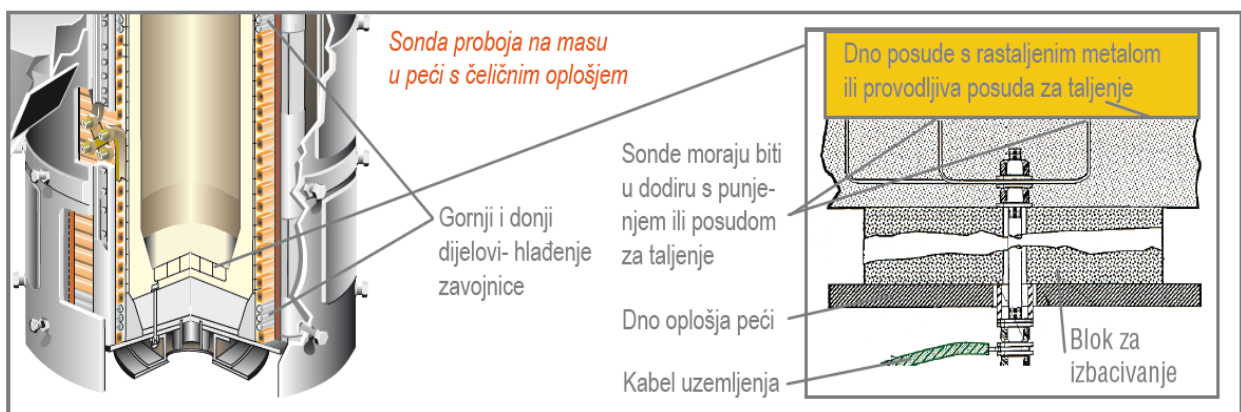 Sonda proboja na masu
u peći s čeličnim oplošjem
Gornji i donji
dijelovi- hlađenje
zavojnice
Dno posude s rastaljenim metalom
ili provodljiva posuda za taljenje
Sonde moraju biti
u dodiru s punje-
njem ili posudom
za taljenje
Dno oplošja peći
Kabel uzemljenja
Blok za
izbacivanje